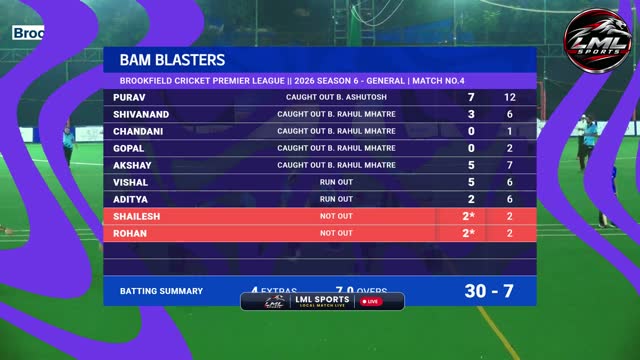 Broo
LML
SPORTS
BAM BLASTERS
BROOKFIELD CRICKET PREMIER LEAGUE || 2026 SEASON 6 - GENERAL | MATCH NO.4
PURAV CAUGHT OUT B. ASHUTOSH 7 12
SHIVANAND CAUGHT OUT B. RAHUL MHATRE 3 6
CHANDANI CAUGHT OUT B. RAHUL MHATRE 0 1
GOPAL CAUGHT OUT B. RAHUL MHATRE 0 2
AKSHAY CAUGHT OUT B. RAHUL MHATRE 5 7
VISHAL RUN OUT 5 6
ADITYA RUN OUT 2 6
SHAILESH NOT OUT 2* 2
ROHAN NOT OUT 2* 2
BATTING SUMMARY 4 EXTRAS 7.0 OVERS 30 - 7
LML SPORTS LIVE
LOCAL MATCH LIVE